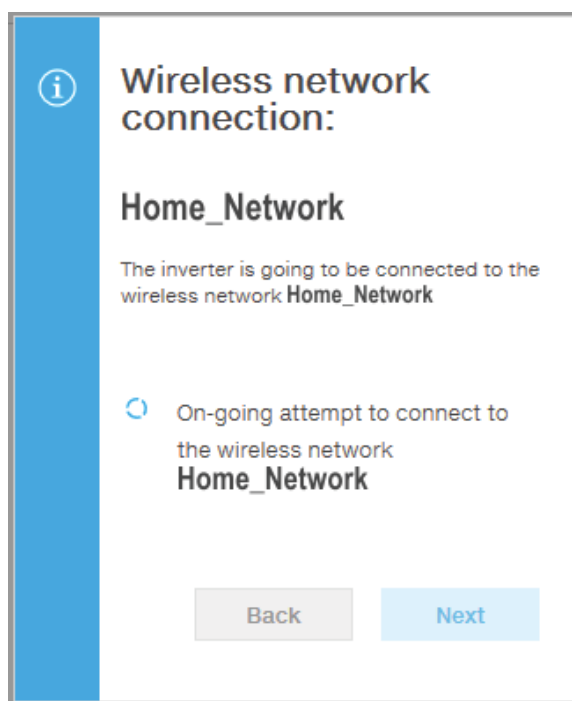 i
Wireless network
connection:
Home_Network
The inverter is going to be connected to the
wireless network Home_Network
On-going attempt to connect to
the wireless network
Home_Network
Back
Next